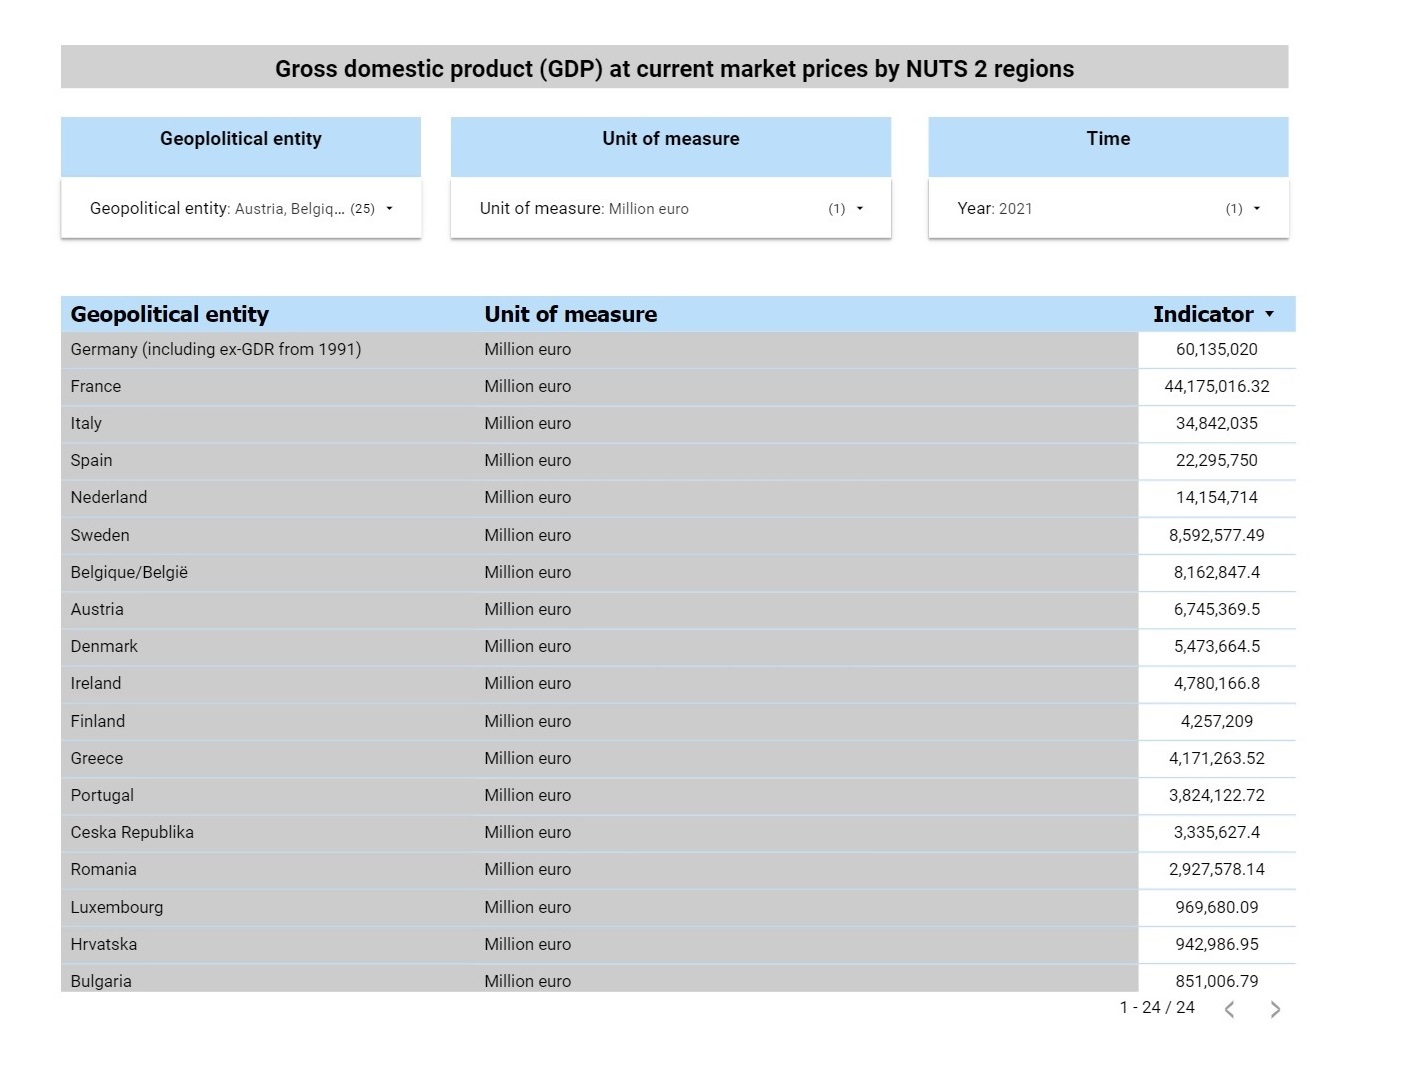 Gross domestic product (GDP) at current market prices by NUTS 2 regions
Geoplolitical entity
Unit of measure
Time
Geopolitical entity: Austria, Belgiq... (25)
Unit of measure: Million euro (1)
Year: 2021 (1)
Geopolitical entity Unit of measure Indicator
Germany (including ex-GDR from 1991) Million euro 60,135,020
France Million euro 44,175,016.32
Italy Million euro 34,842,035
Spain Million euro 22,295,750
Nederland Million euro 14,154,714
Sweden Million euro 8,592,577.49
Belgique/België Million euro 8,162,847.4
Austria Million euro 6,745,369.5
Denmark Million euro 5,473,664.5
Ireland Million euro 4,780,166.8
Finland Million euro 4,257,209
Greece Million euro 4,171,263.52
Portugal Million euro 3,824,122.72
Ceska Republika Million euro 3,335,627.4
Romania Million euro 2,927,578.14
Luxembourg Million euro 969,680.09
Hrvatska Million euro 942,986.95
Bulgaria Million euro 851,006.79
1 - 24 / 24